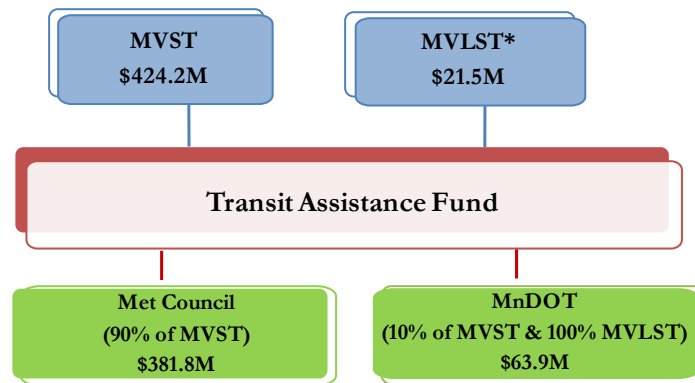 MVST
$424.2M
MVLST*
$21.5M
Transit Assistance Fund
Met Council
(90% of MVST)
$381.8M
MnDOT
(10% of MVST & 100% MVLST)
$63.9M